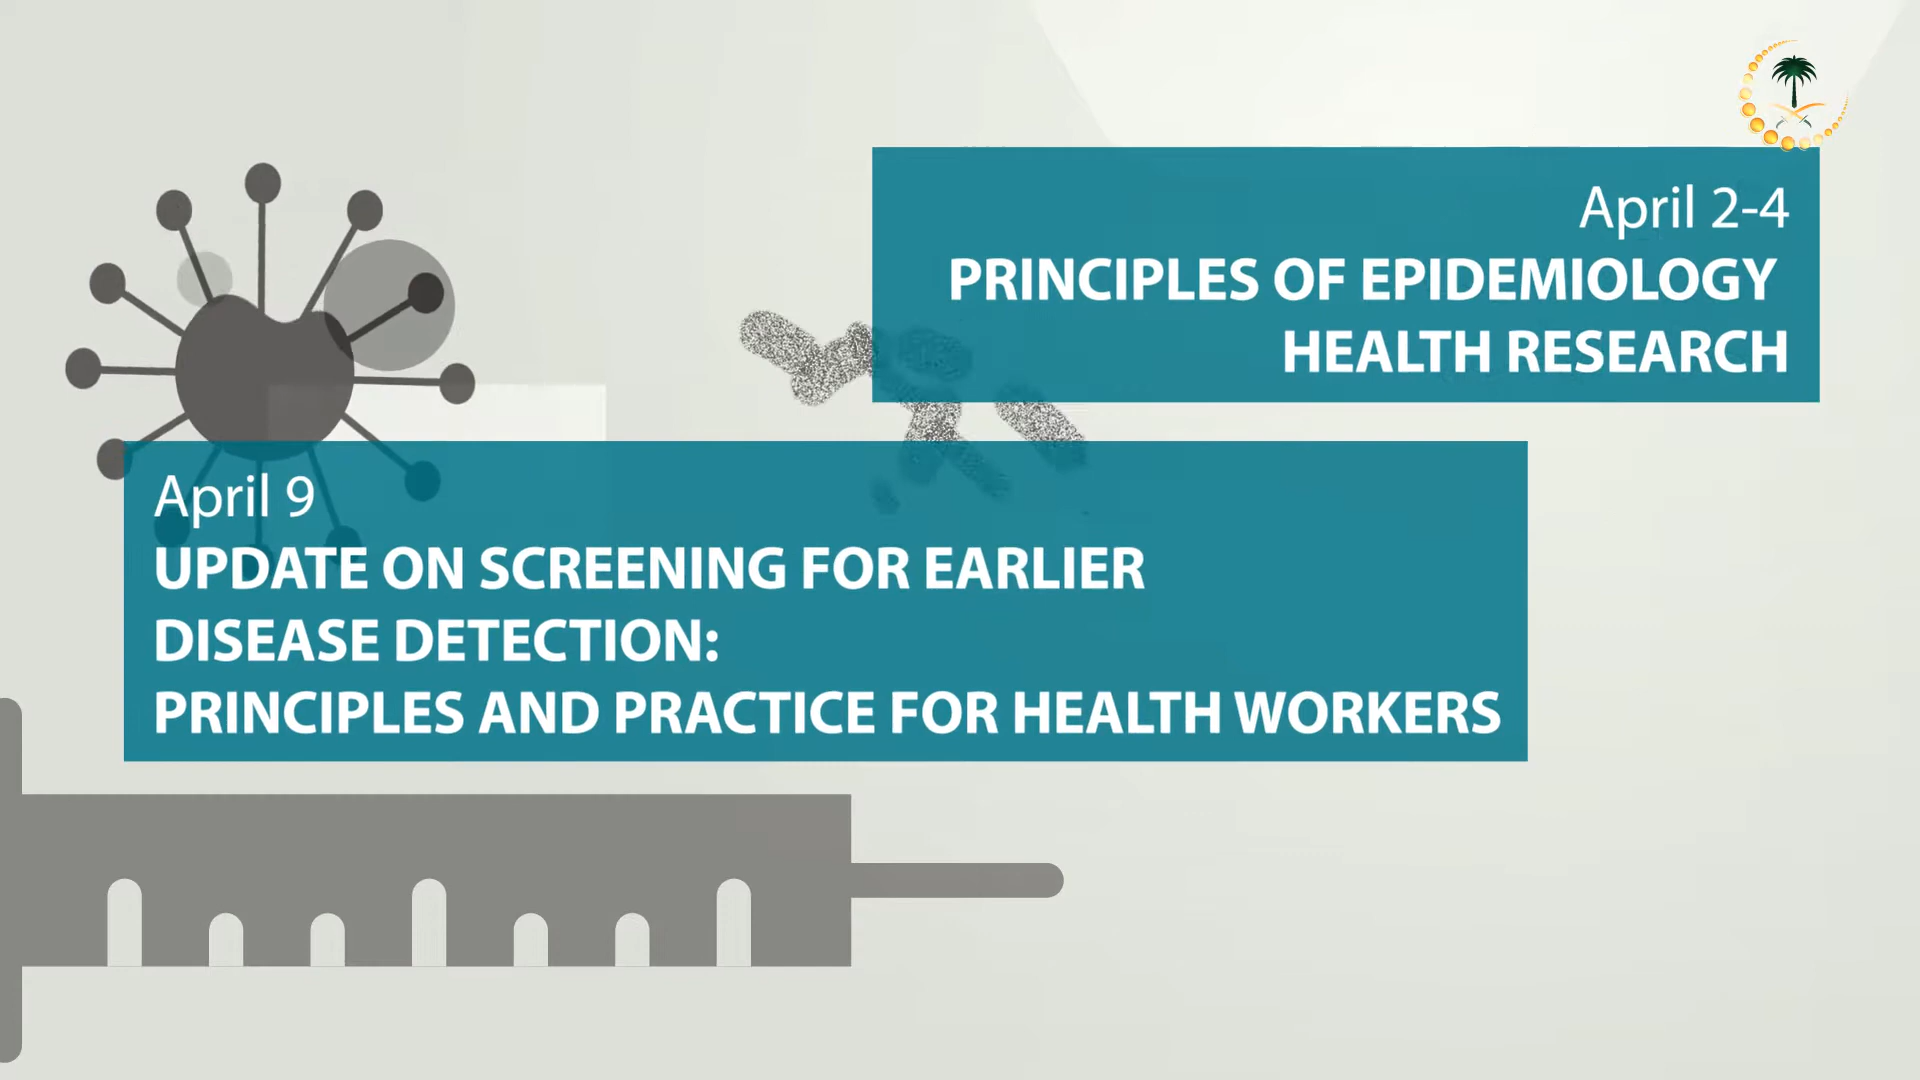 April 2-4
PRINCIPLES OF EPIDEMIOLOGY
HEALTH RESEARCH
April 9
UPDATE ON SCREENING FOR EARLIER
DISEASE DETECTION:
PRINCIPLES AND PRACTICE FOR HEALTH WORKERS